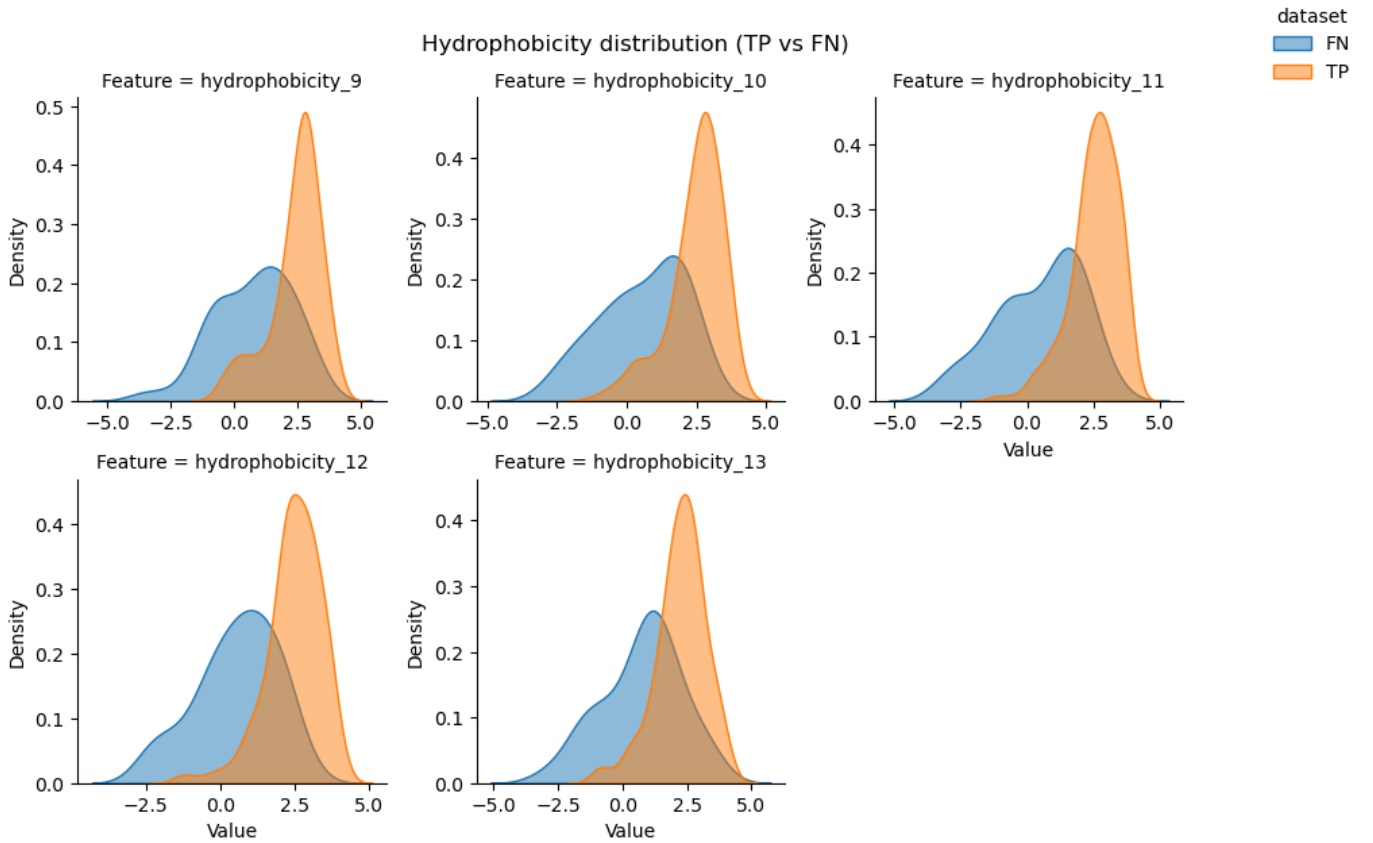 dataset
FN
TP
Hydrophobicity distribution (TP vs FN)
Feature = hydrophobicity_9
Feature = hydrophobicity_10
Feature = hydrophobicity_11
0.5
0.4
0.3
0.2
0.1
0.0
Density
−5.0 −2.5 0.0 2.5 5.0
0.4
0.3
0.2
0.1
0.0
Density
−5.0 −2.5 0.0 2.5 5.0
0.4
0.3
0.2
0.1
0.0
Density
−5.0 −2.5 0.0 2.5 5.0
Value
Feature = hydrophobicity_12
Feature = hydrophobicity_13
0.4
0.3
0.2
0.1
0.0
Density
−2.5 0.0 2.5 5.0
Value
0.4
0.3
0.2
0.1
0.0
Density
−5.0 −2.5 0.0 2.5 5.0
Value